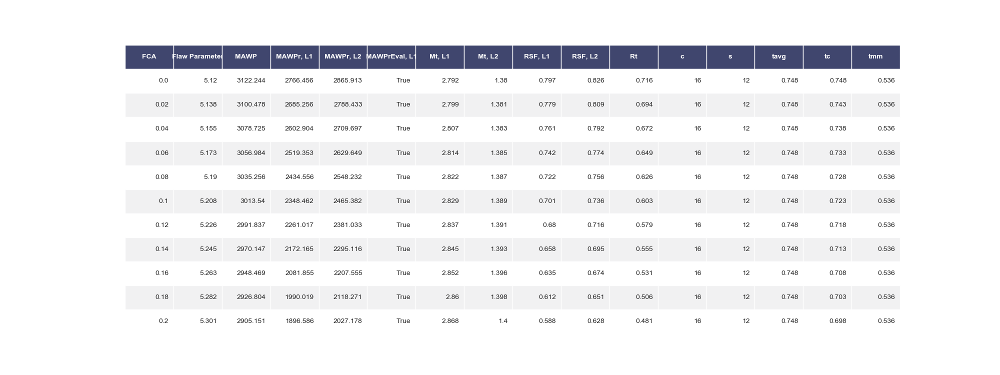 FCA Flaw Parameter MAWP MAWPr, L1 MAWPr, L2 MAWPrEval, L1 Mt, L1 Mt, L2 RSF, L1 RSF, L2 Rt c s tavg tc tmm
0.0 5.12 3122.244 2766.456 2865.913 True 2.792 1.38 0.797 0.826 0.716 16 12 0.748 0.748 0.536
0.02 5.138 3100.478 2685.256 2788.433 True 2.799 1.381 0.779 0.809 0.694 16 12 0.748 0.743 0.536
0.04 5.155 3078.725 2602.904 2709.697 True 2.807 1.383 0.761 0.792 0.672 16 12 0.748 0.738 0.536
0.06 5.173 3056.984 2519.353 2629.649 True 2.814 1.385 0.742 0.774 0.649 16 12 0.748 0.733 0.536
0.08 5.19 3035.256 2434.556 2548.232 True 2.822 1.387 0.722 0.756 0.626 16 12 0.748 0.728 0.536
0.1 5.208 3013.54 2348.462 2465.382 True 2.829 1.389 0.701 0.736 0.603 16 12 0.748 0.723 0.536
0.12 5.226 2991.837 2261.017 2381.033 True 2.837 1.391 0.68 0.716 0.579 16 12 0.748 0.718 0.536
0.14 5.245 2970.147 2172.165 2295.116 True 2.845 1.393 0.658 0.695 0.555 16 12 0.748 0.713 0.536
0.16 5.263 2948.469 2081.855 2207.555 True 2.852 1.396 0.635 0.674 0.531 16 12 0.748 0.708 0.536
0.18 5.282 2926.804 1990.019 2118.271 True 2.86 1.398 0.612 0.651 0.506 16 12 0.748 0.703 0.536
0.2 5.301 2905.151 1896.586 2027.178 True 2.868 1.4 0.588 0.628 0.481 16 12 0.748 0.698 0.536